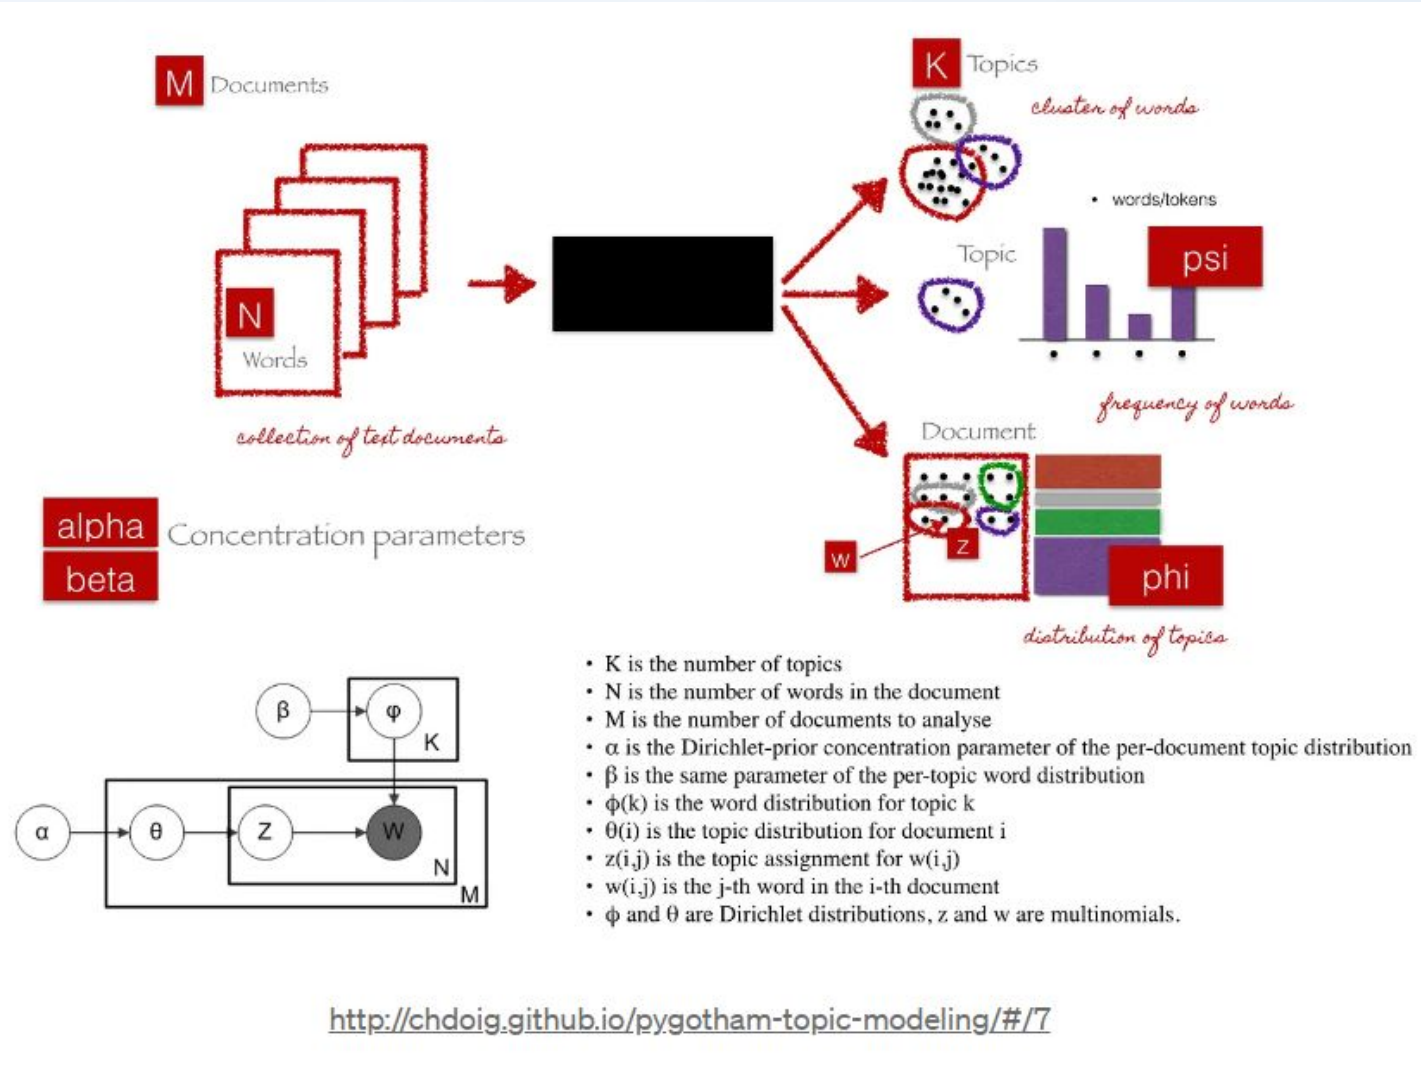 M Documents
N
Words
collection of text documents
K Topics
cluster of words
• words/tokens
Topic
psi
frequency of words
Document
w
z
phi
distribution of topics
alpha
beta
Concentration parameters
β
φ
K
α
θ
Z
W
N
M
• K is the number of topics
• N is the number of words in the document
• M is the number of documents to analyse
• α is the Dirichlet-prior concentration parameter of the per-document topic distribution
• β is the same parameter of the per-topic word distribution
• ϕ(k) is the word distribution for topic k
• θ(i) is the topic distribution for document i
• z(i,j) is the topic assignment for w(i,j)
• w(i,j) is the j-th word in the i-th document
• ϕ and θ are Dirichlet distributions, z and w are multinomials.
http://chdoig.github.io/pygotham-topic-modeling/#/7